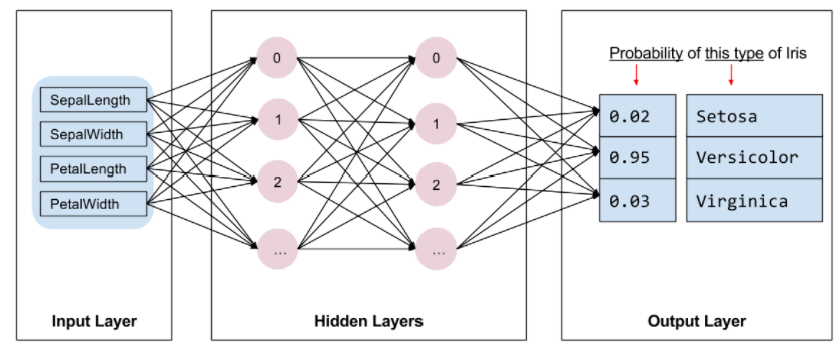 Probability of this type of Iris
SepalLength
SepalWidth
PetalLength
PetalWidth
0
1
2
...
0
1
2
...
0.02 Setosa
0.95 Versicolor
0.03 Virginica
Input Layer
Hidden Layers
Output Layer